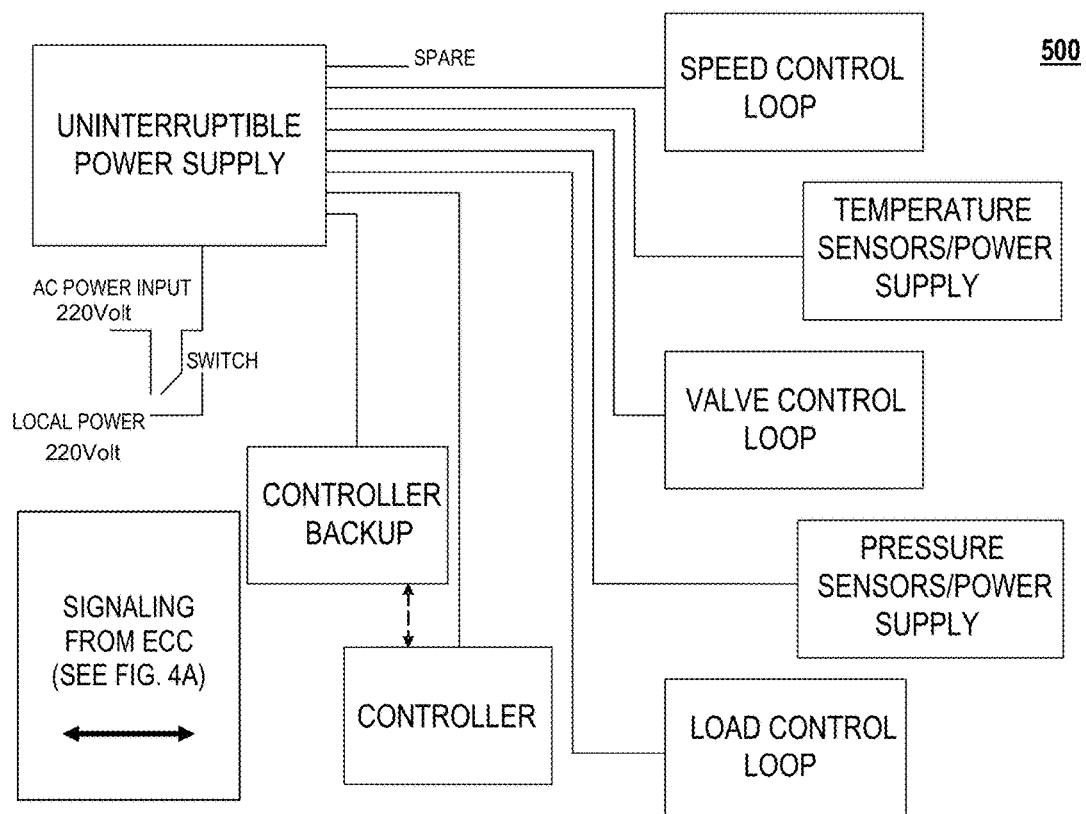 500
SPARE
UNINTERRUPTIBLE
POWER SUPPLY
SPEED CONTROL
LOOP
TEMPERATURE
SENSORS/POWER
SUPPLY
AC POWER INPUT
220Volt
SWITCH
LOCAL POWER
220Volt
VALVE CONTROL
LOOP
CONTROLLER
BACKUP
PRESSURE
SENSORS/POWER
SUPPLY
SIGNALING
FROM ECC
(SEE FIG. 4A)
CONTROLLER
LOAD CONTROL
LOOP